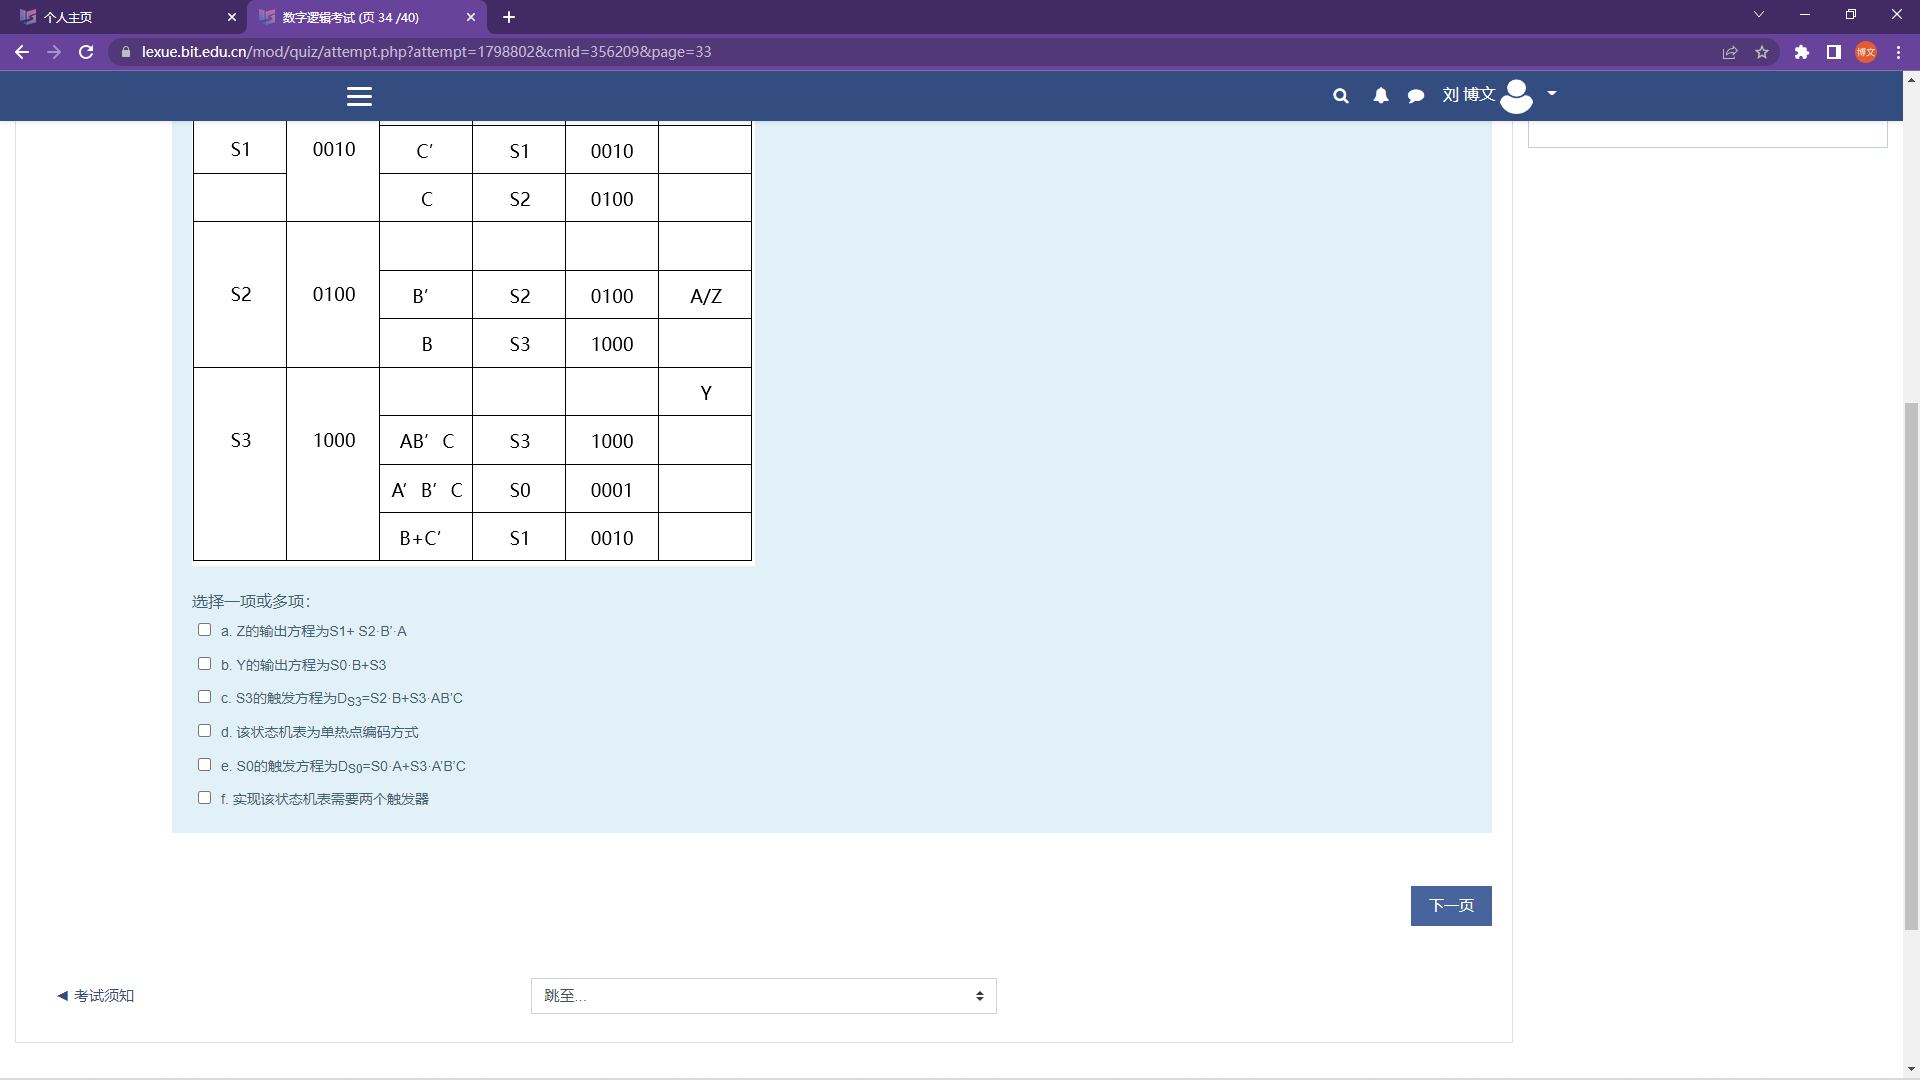 个人主页
数字逻辑考试 (页 34 /40)
lexue.bit.edu.cn/mod/quiz/attempt.php?attempt=1798802&cmid=356209&page=33
博文
刘 博文
S1 0010 C′ S1 0010
C S2 0100
S2 0100
B′ S2 0100 A/Z
B S3 1000
Y
S3 1000 AB′ C S3 1000
A′ B′ C S0 0001
B+C′ S1 0010
选择一项或多项：
a. Z的输出方程为S1+ S2·B'·A
b. Y的输出方程为S0·B+S3
c. S3的触发方程为DS3=S2·B+S3·AB'C
d. 该状态机表为单热点编码方式
e. S0的触发方程为DS0=S0·A+S3·A'B'C
f. 实现该状态机表需要两个触发器
下一页
◄ 考试须知
跳至...